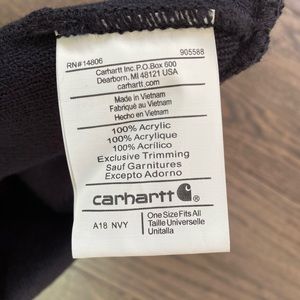 RN#14806 905588
Carhartt Inc. P.O. Box 600
Dearborn, MI 48121 USA
carhartt.com
Made in Vietnam
Fabriqué au Vietnam
Hecho en Vietnam
100% Acrylic
100% Acrylique
100% Acrílico
Exclusive Trimming
Sauf Garnitures
Excepto Adorno
carhartt
A18 NVY
One Size Fits All
Taille Universelle
Unitalla